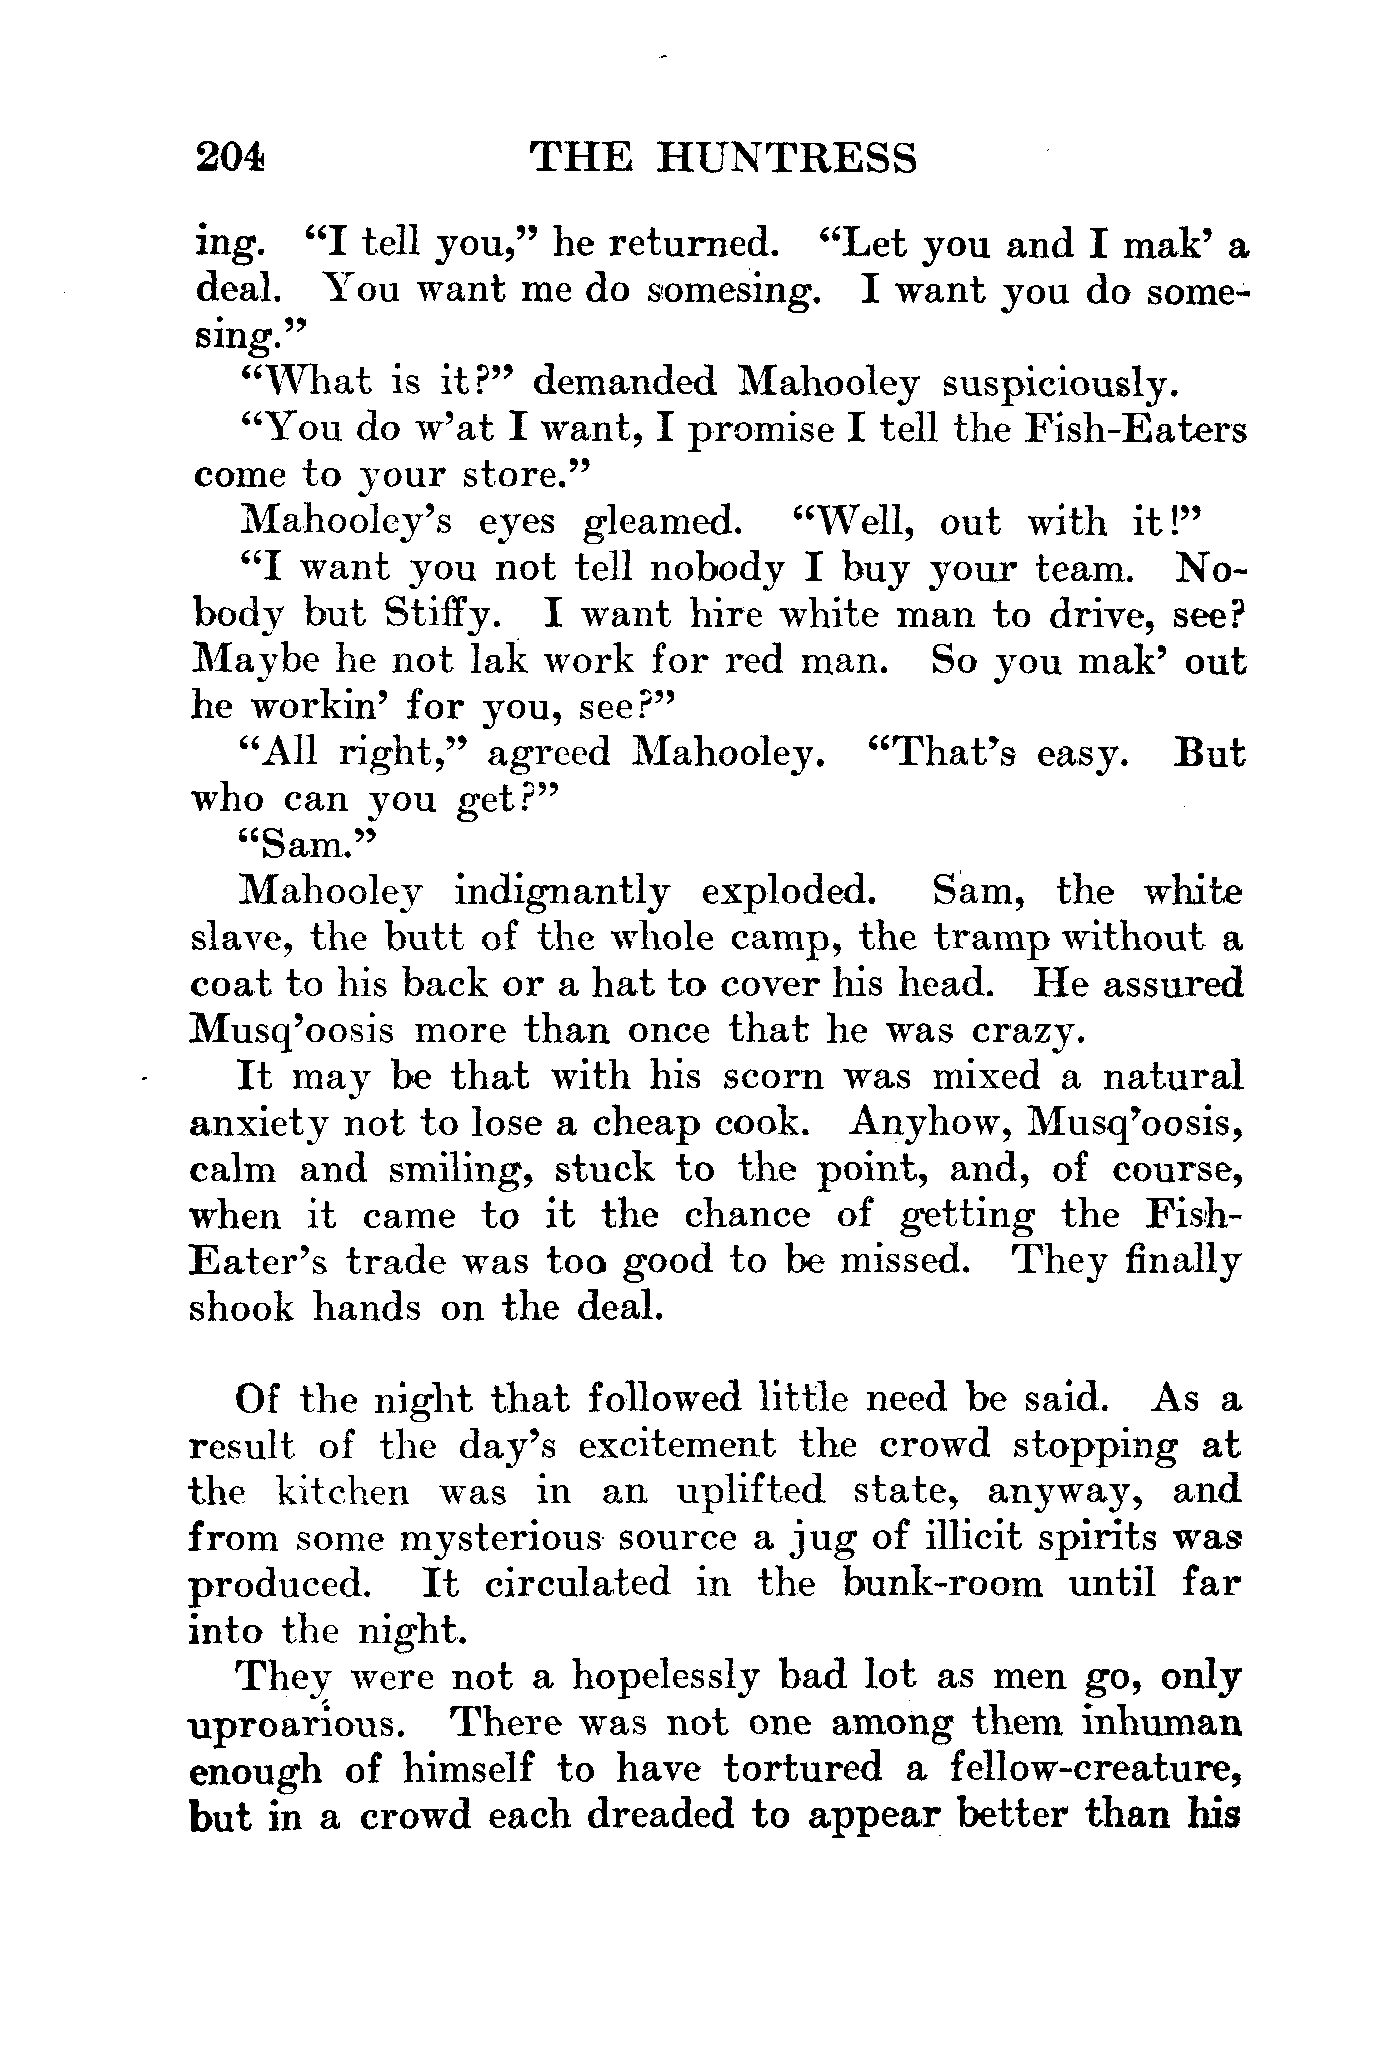 204 THE HUNTRESS
ing. “I tell you,” he returned. “Let you and I mak’ a
deal. You want me do somesing. I want you do some-
sing.”
“What is it?” demanded Mahooley suspiciously.
“You do w’at I want, I promise I tell the Fish-Eaters
come to your store.”
Mahooley’s eyes gleamed. “Well, out with it!”
“I want you not tell nobody I buy your team. No-
body but Stiffy. I want hire white man to drive, see?
Maybe he not lak work for red man. So you mak’ out
he workin’ for you, see?”
“All right,” agreed Mahooley. “That’s easy. But
who can you get?”
“Sam.”
Mahooley indignantly exploded. Sam, the white
slave, the butt of the whole camp, the tramp without a
coat to his back or a hat to cover his head. He assured
Musq’oosis more than once that he was crazy.
It may be that with his scorn was mixed a natural
anxiety not to lose a cheap cook. Anyhow, Musq’oosis,
calm and smiling, stuck to the point, and, of course,
when it came to it the chance of getting the Fish-
Eater’s trade was too good to be missed. They finally
shook hands on the deal.
Of the night that followed little need be said. As a
result of the day’s excitement the crowd stopping at
the kitchen was in an uplifted state, anyway, and
from some mysterious source a jug of illicit spirits was
produced. It circulated in the bunk-room until far
into the night.
They were not a hopelessly bad lot as men go, only
uproarious. There was not one among them inhuman
enough of himself to have tortured a fellow-creature,
but in a crowd each dreaded to appear better than his